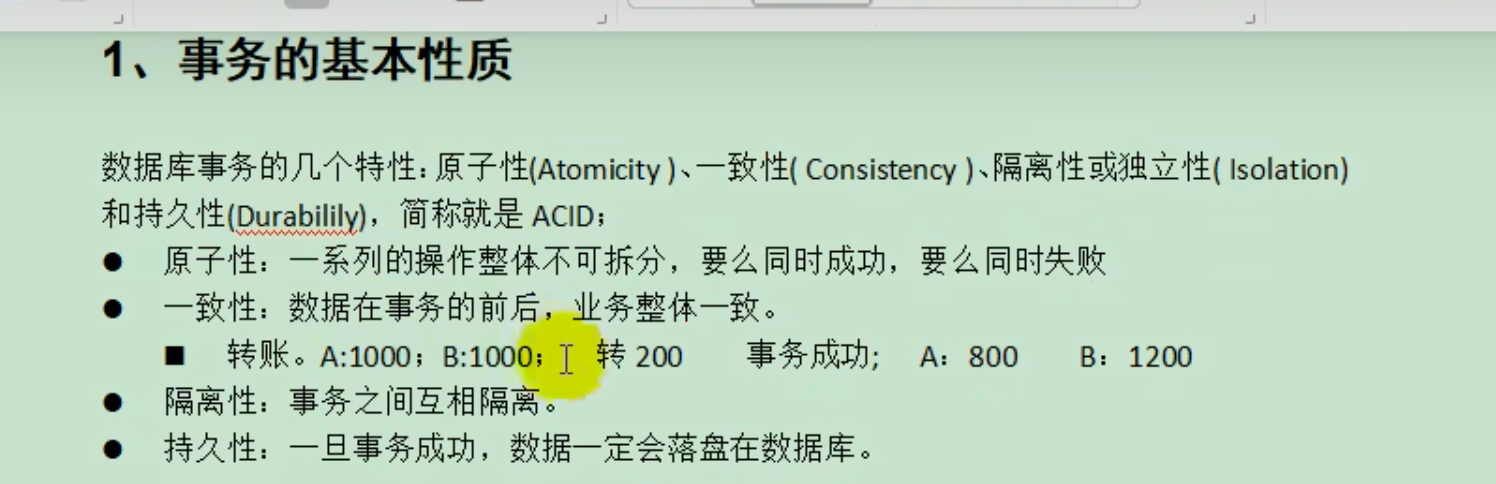 1、事务的基本性质
数据库事务的几个特性：原子性(Atomicity )、一致性( Consistency )、隔离性或独立性( Isolation)
和持久性(Durabilily)，简称就是 ACID；
● 原子性：一系列的操作整体不可拆分，要么同时成功，要么同时失败
● 一致性：数据在事务的前后，业务整体一致。
■ 转账。A:1000；B:1000； 转 200 事务成功; A：800 B：1200
● 隔离性：事务之间互相隔离。
● 持久性：一旦事务成功，数据一定会落盘在数据库。